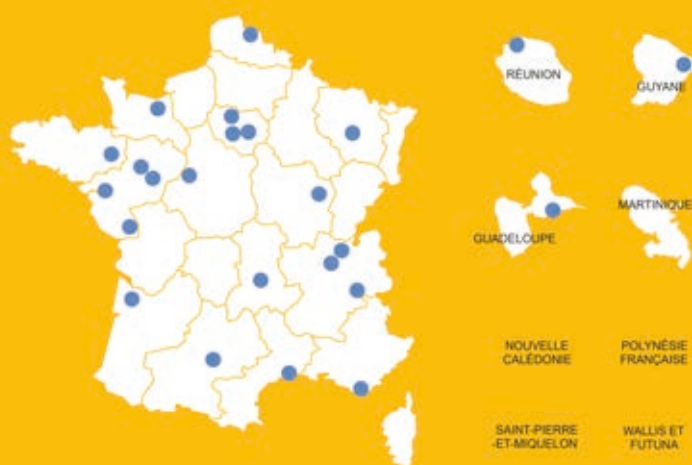 RÉUNION
GUYANE
GUADELOUPE
MARTINIQUE
NOUVELLE
CALÉDONIE
POLYNÉSIE
FRANÇAISE
SAINT-PIERRE
-ET-MIQUELON
WALLIS ET
FUTUNA